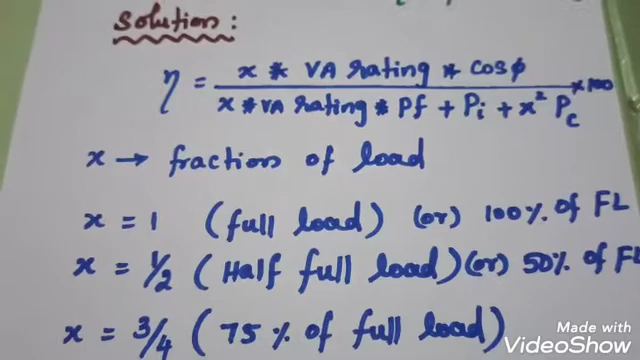 Solution:
η = x * VA rating * cosφ / x * VA rating * Pf + Pi + x² Pc × 100
x → fraction of load
x = 1 (full load) (or) 100% of FL
x = 1/2 (Half full load) (or) 50% of FL
x = 3/4 (75% of full load)
Made with
VideoShow